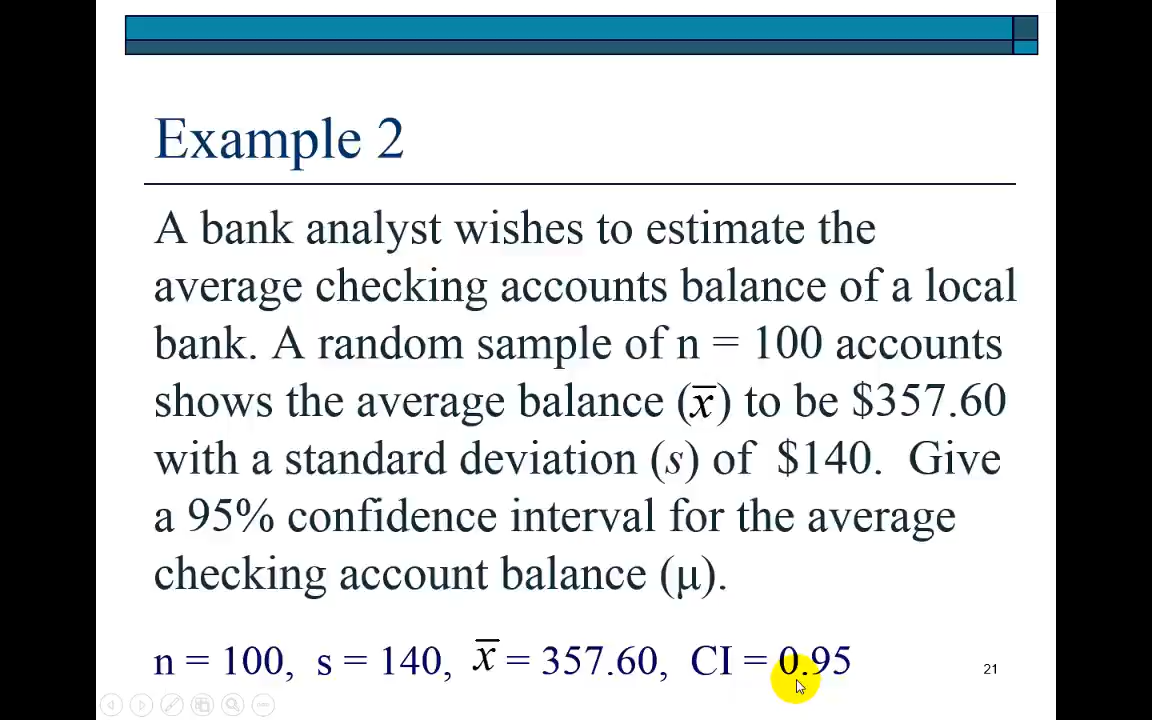 Example 2
A bank analyst wishes to estimate the
average checking accounts balance of a local
bank. A random sample of n = 100 accounts
shows the average balance (x̅) to be $357.60
with a standard deviation (s) of $140. Give
a 95% confidence interval for the average
checking account balance (μ).
n = 100, s = 140, x̅ = 357.60, CI = 0.95
21